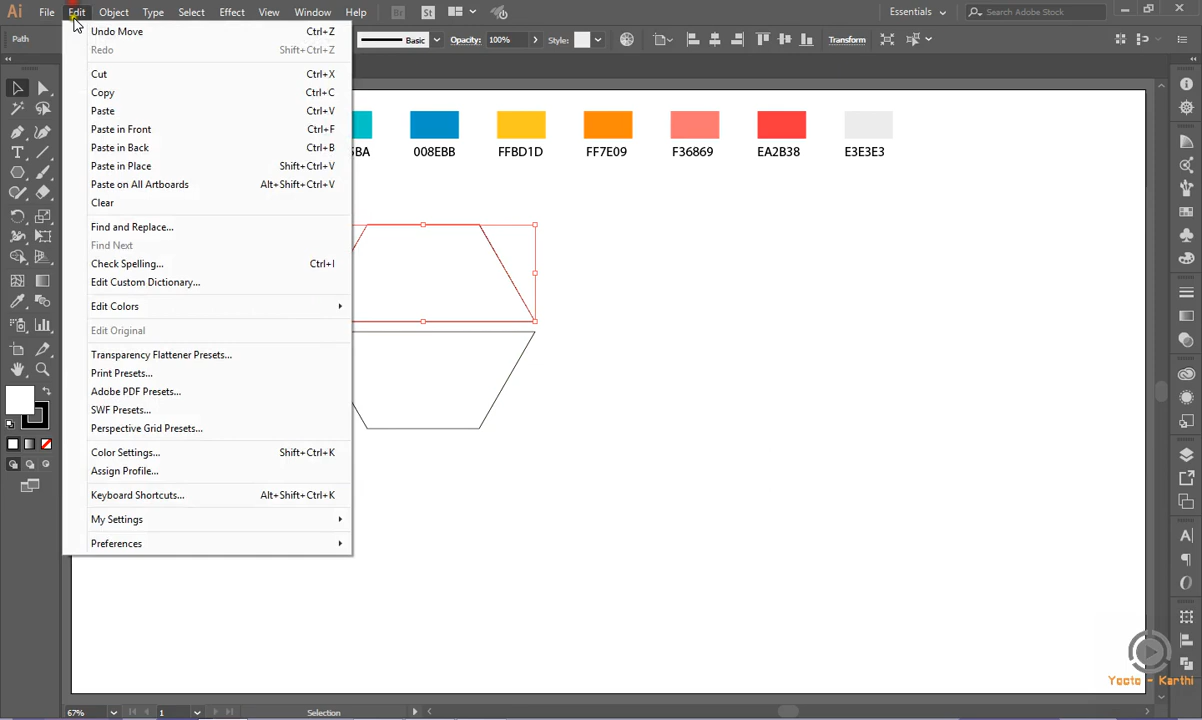 Ai File Edit Object Type Select Effect View Window Help Br St Essentials Search Adobe Stock
Path Basic Opacity: 100% Style: Transform
Undo Move Ctrl+Z
Redo Shift+Ctrl+Z
Cut Ctrl+X
Copy Ctrl+C
Paste Ctrl+V
Paste in Front Ctrl+F
Paste in Back Ctrl+B
Paste in Place Shift+Ctrl+V
Paste on All Artboards Alt+Shift+Ctrl+V
Clear
Find and Replace...
Find Next
Check Spelling... Ctrl+I
Edit Custom Dictionary...
Edit Colors
Edit Original
Transparency Flattener Presets...
Print Presets...
Adobe PDF Presets...
SWF Presets...
Perspective Grid Presets...
Color Settings... Shift+Ctrl+K
Assign Profile...
Keyboard Shortcuts... Alt+Shift+Ctrl+K
My Settings
Preferences
5BA 008EBB FFBD1D FF7E09 F36869 EA2B38 E3E3E3
Yooto - Karthi
67% 1 Selection